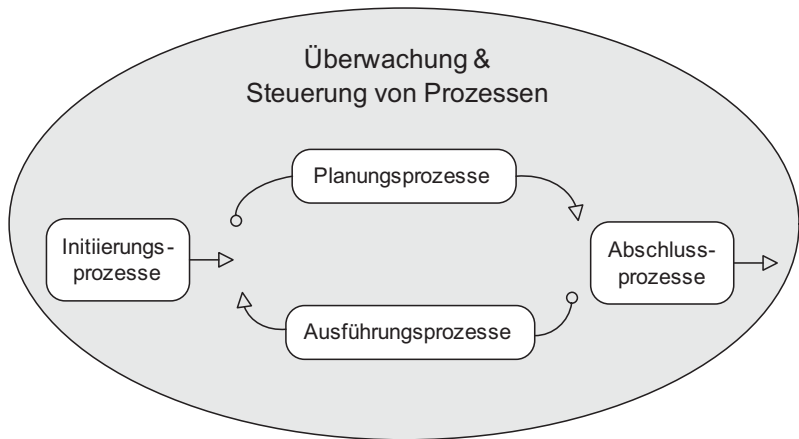 Überwachung &
Steuerung von Prozessen
Planungsprozesse
Initiierungs-
prozesse
Abschluss-
prozesse
Ausführungsprozesse